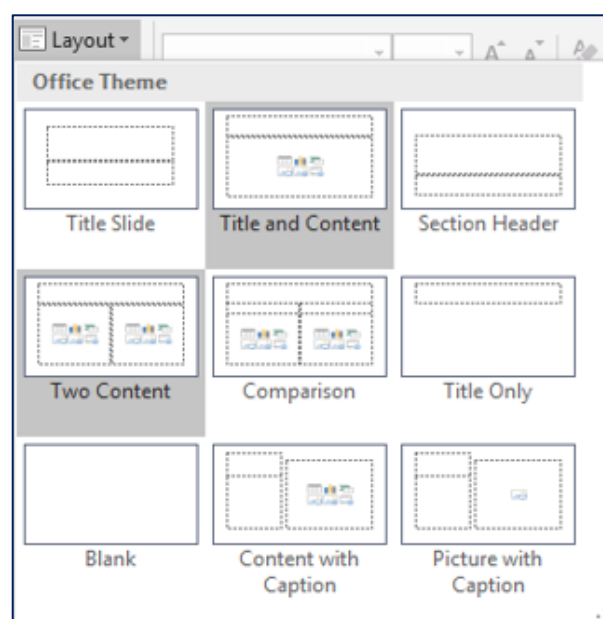 Layout
A A A
Office Theme
Title Slide Title and Content Section Header
Two Content Comparison Title Only
Blank Content with Picture with
Caption Caption